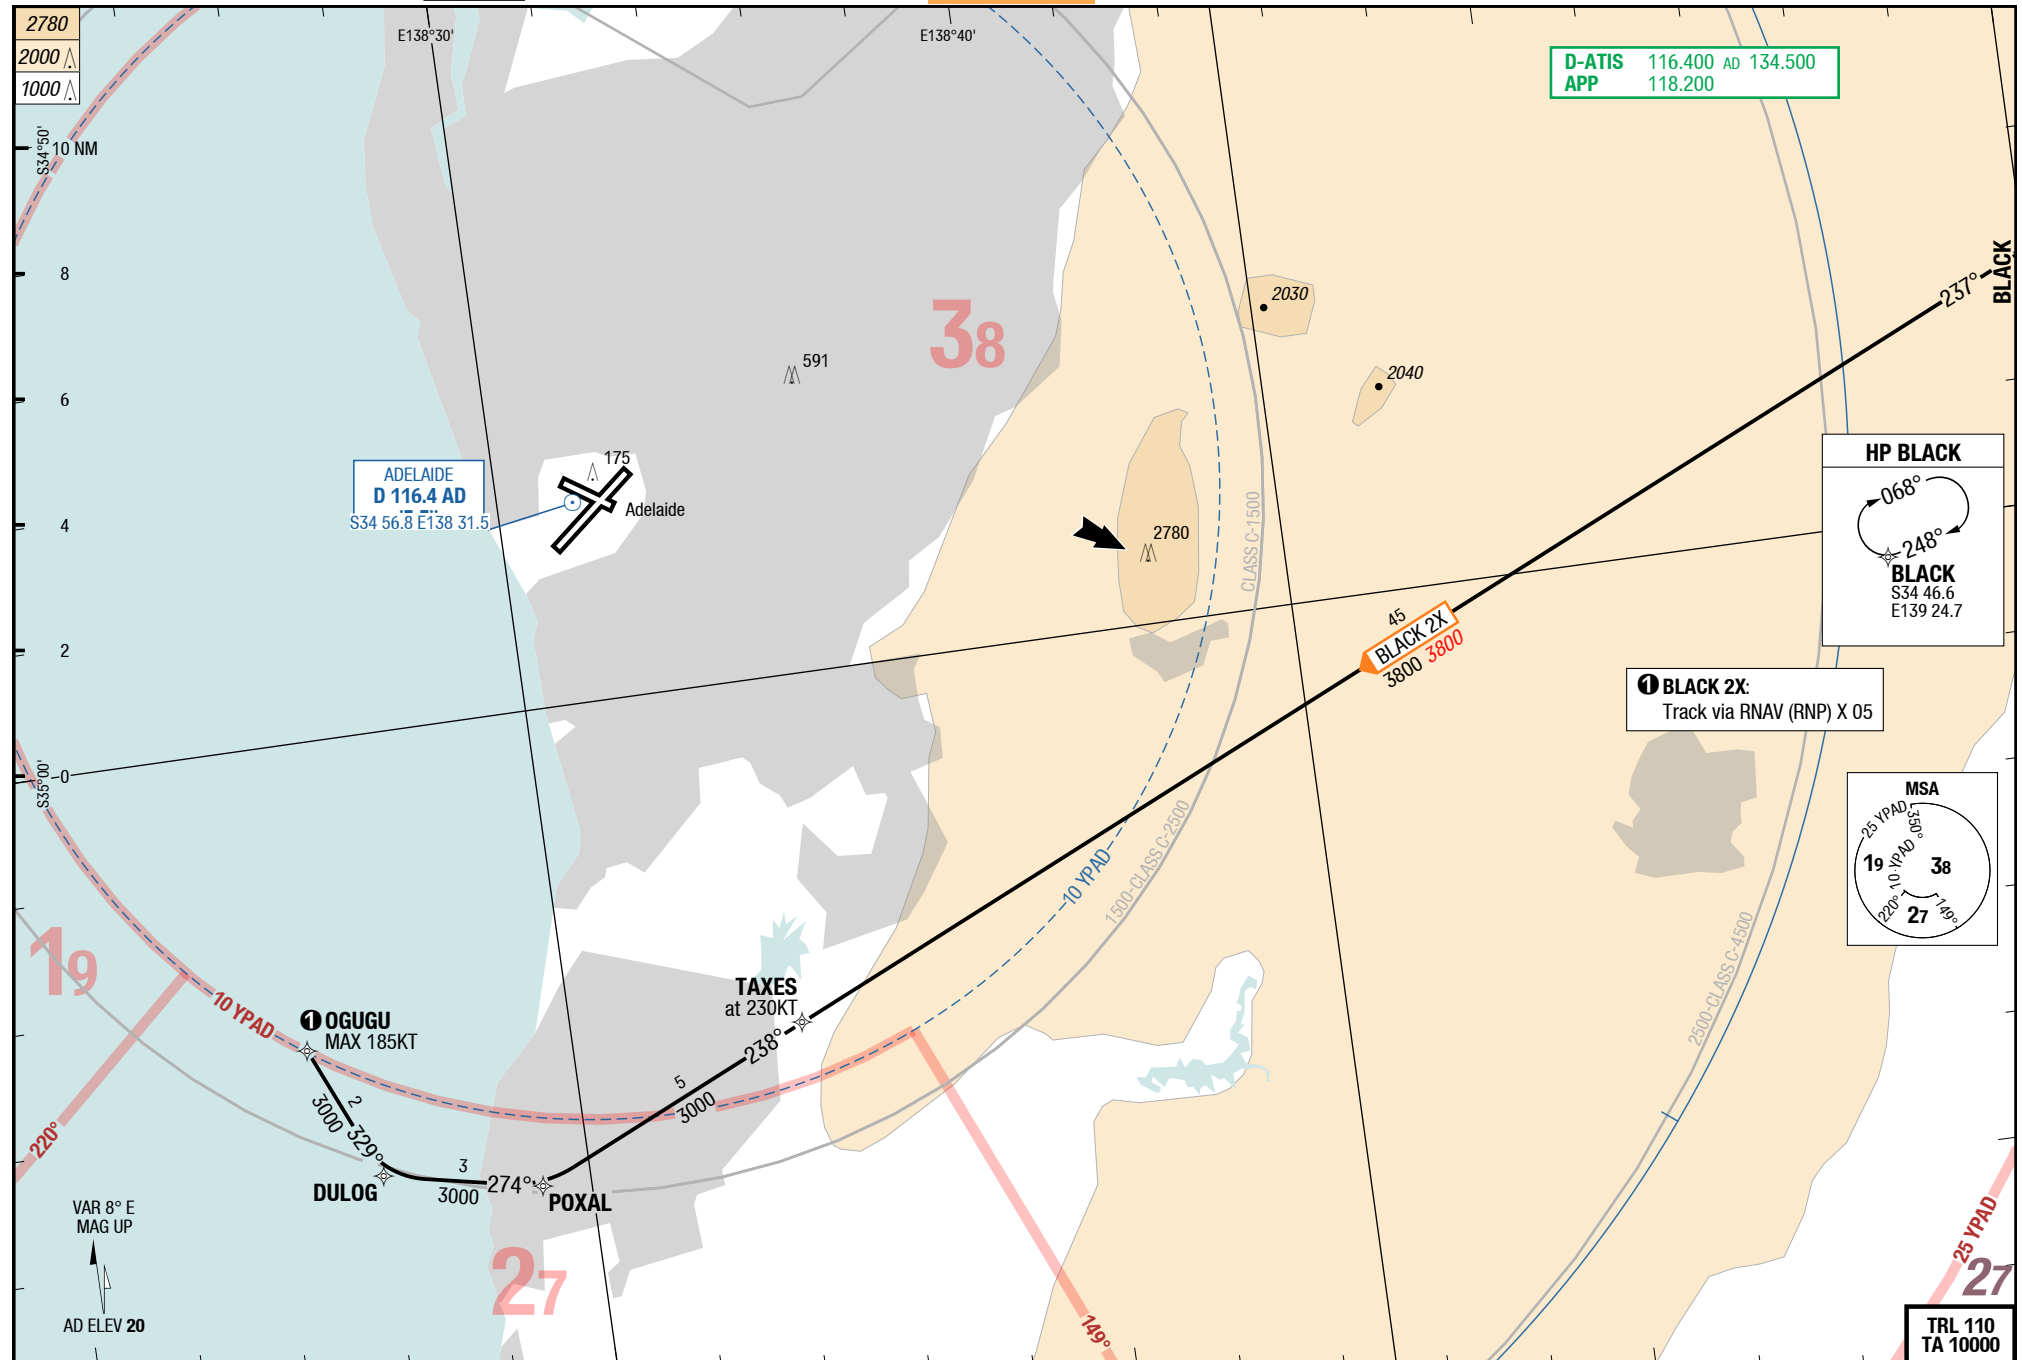 2780
2000
1000
E138°30'
E138°40'
D-ATIS 116.400 AD 134.500
APP 118.200
S34°50'
10 NM
8
6
4
2
0
S35°00'
38
591
2030
2040
BLACK
237°
175
Adelaide
ADELAIDE
D 116.4 AD
S34 56.8 E138 31.5
2780
CLASS C-1500
HP BLACK
068°
248°
BLACK
S34 46.6
E139 24.7
45
BLACK 2X
3800 3800
1 BLACK 2X:
Track via RNAV (RNP) X 05
MSA
25 YPAD
350°
10 YPAD
19
38
27
220°
149°
10 YPAD
1500-CLASS C-2500
2500-CLASS C-4500
19
10 YPAD
TAXES
at 230KT
238°
1 OGUGU
MAX 185KT
2
3000
329°
5
3000
220°
DULOG
3
3000
274°
POXAL
VAR 8° E
MAG UP
AD ELEV 20
27
149°
25 YPAD
27
TRL 110
TA 10000